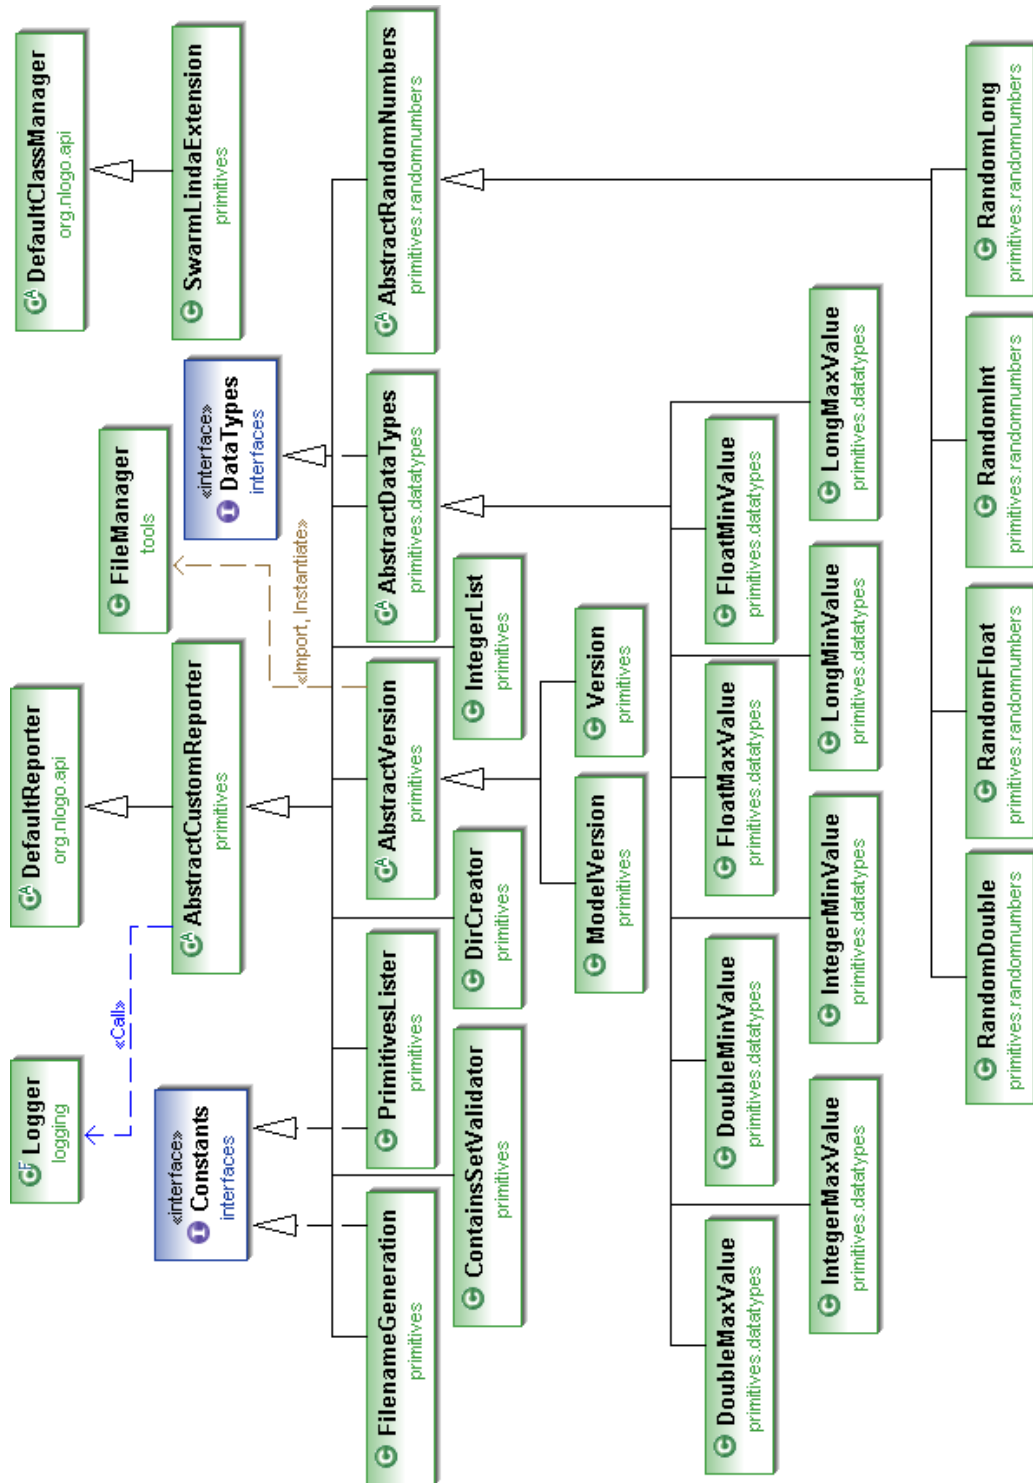 Logger
logging
DefaultReporter
org.nlogo.api
FileManager
tools
DefaultClassManager
org.nlogo.api
«Call»
«interface»
Constants
interfaces
AbstractCustomReporter
primitives
«Import, Instantiate»
«interface»
DataTypes
interfaces
SwarmLindaExtension
primitives
FilenameGeneration
primitives
PrimitivesLister
primitives
AbstractVersion
primitives
AbstractDataTypes
primitives.datatypes
AbstractRandomNumbers
primitives.randomnumbers
ContainsSetValidator
primitives
DirCreator
primitives
IntegerList
primitives
ModelVersion
primitives
Version
primitives
DoubleMaxValue
primitives.datatypes
DoubleMinValue
primitives.datatypes
FloatMaxValue
primitives.datatypes
FloatMinValue
primitives.datatypes
IntegerMaxValue
primitives.datatypes
IntegerMinValue
primitives.datatypes
LongMinValue
primitives.datatypes
LongMaxValue
primitives.datatypes
RandomDouble
primitives.randomnumbers
RandomFloat
primitives.randomnumbers
RandomInt
primitives.randomnumbers
RandomLong
primitives.randomnumbers